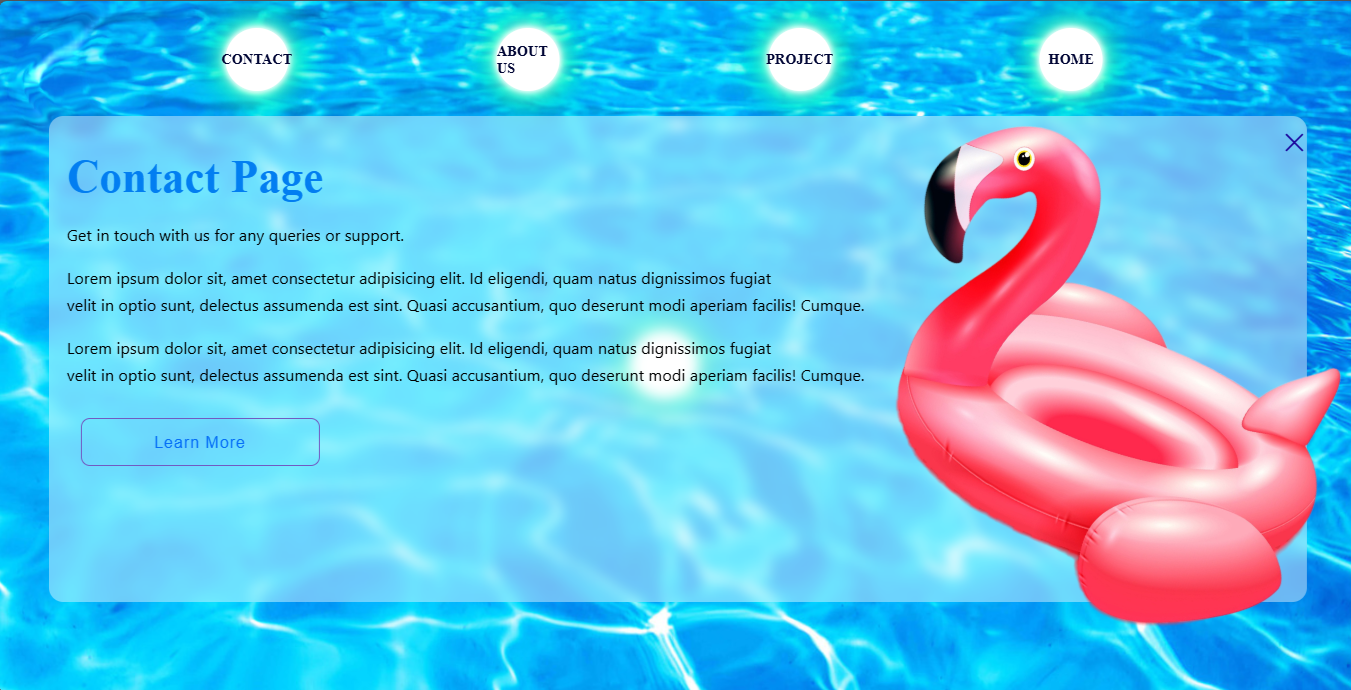 CONTACT
ABOUT
US
PROJECT
HOME
Contact Page
Get in touch with us for any queries or support.
Lorem ipsum dolor sit, amet consectetur adipisicing elit. Id eligendi, quam natus dignissimos fugiat
velit in optio sunt, delectus assumenda est sint. Quasi accusantium, quo deserunt modi aperiam facilis! Cumque.
Lorem ipsum dolor sit, amet consectetur adipisicing elit. Id eligendi, quam natus dignissimos fugiat
velit in optio sunt, delectus assumenda est sint. Quasi accusantium, quo deserunt modi aperiam facilis! Cumque.
Learn More